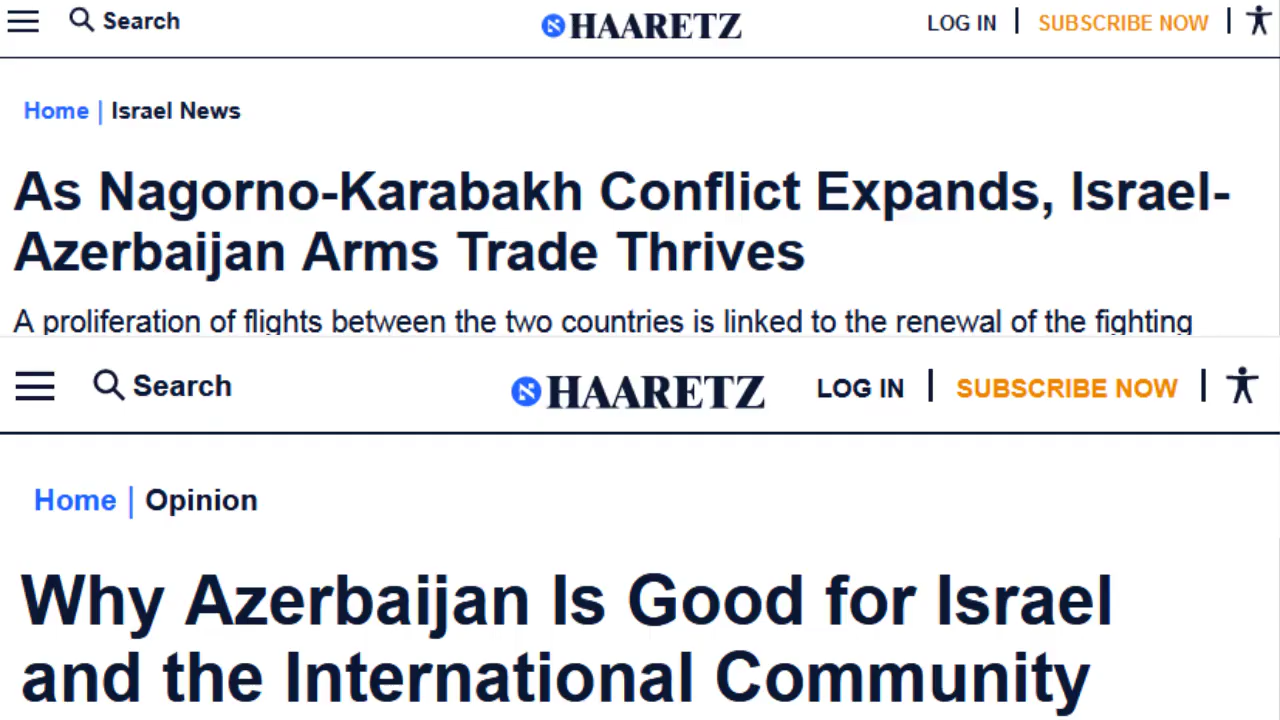 Search HAARETZ LOG IN | SUBSCRIBE NOW |
Home | Israel News
As Nagorno-Karabakh Conflict Expands, Israel-
Azerbaijan Arms Trade Thrives
A proliferation of flights between the two countries is linked to the renewal of the fighting
Search HAARETZ LOG IN | SUBSCRIBE NOW |
Home | Opinion
Why Azerbaijan Is Good for Israel
and the International Community